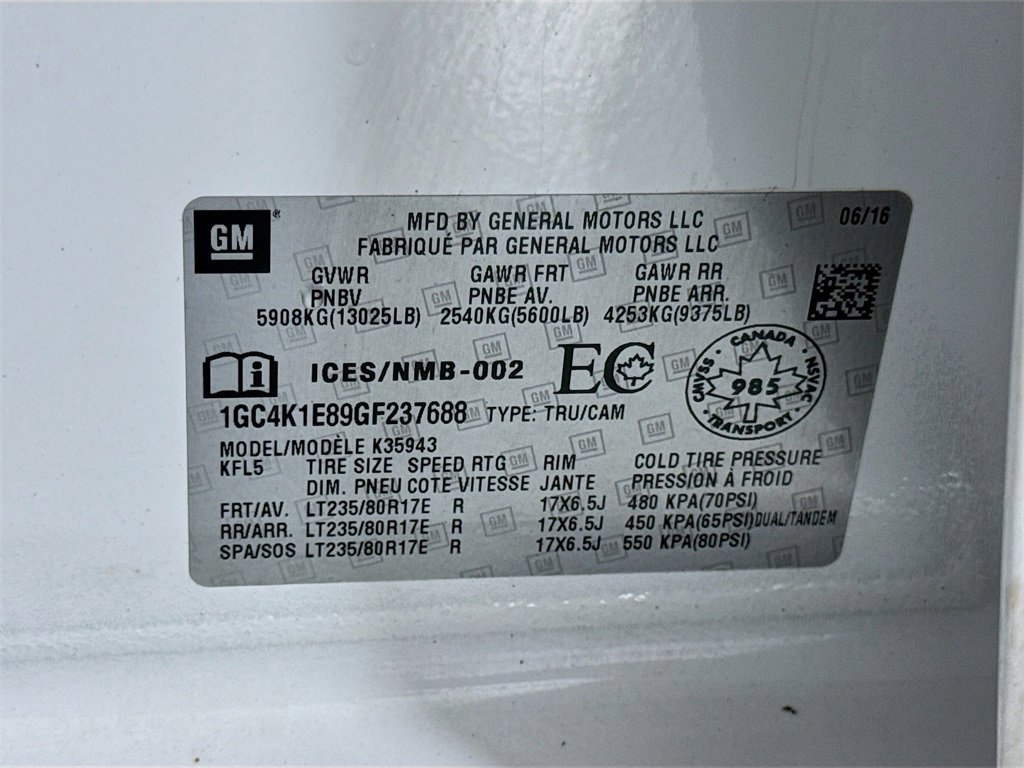 GM
MFD BY GENERAL MOTORS LLC 06/16
FABRIQUÉ PAR GENERAL MOTORS LLC
GVWR GAWR FRT GAWR RR
PNBV PNBE AV. PNBE ARR.
5908KG(13025LB) 2540KG(5600LB) 4253KG(9375LB)
ICES/NMB-002 EC
CANADA
CMVSS 985 NSVAC
TRANSPORT
1GC4K1E89GF237688 TYPE: TRU/CAM
MODEL/MODÈLE K35943
KFL5 TIRE SIZE SPEED RTG RIM COLD TIRE PRESSURE
DIM. PNEU COTE VITESSE JANTE PRESSION À FROID
FRT/AV. LT235/80R17E R 17X6.5J 480 KPA(70PSI)
RR/ARR. LT235/80R17E R 17X6.5J 450 KPA(65PSI)DUAL/TANDEM
SPA/SOS LT235/80R17E R 17X6.5J 550 KPA(80PSI)